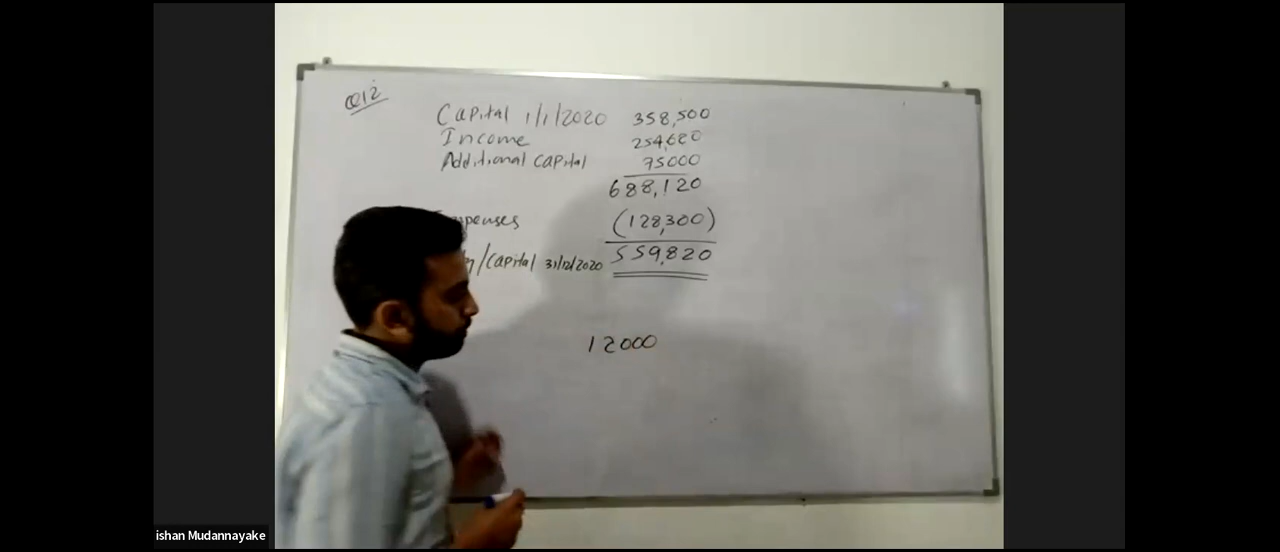 Q12
Capital 1/1/2020 358,500
Income 254,620
Additional capital 75000
688,120
(128,300)
/Capital 31/12/2020 559,820
12000
ishan Mudannayake